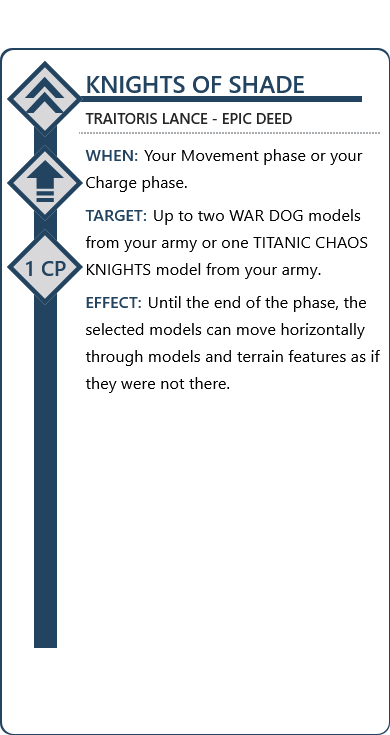 KNIGHTS OF SHADE
TRAITORIS LANCE - EPIC DEED
WHEN: Your Movement phase or your
Charge phase.
TARGET: Up to two WAR DOG models
from your army or one TITANIC CHAOS
KNIGHTS model from your army.
1 CP
EFFECT: Until the end of the phase, the
selected models can move horizontally
through models and terrain features as if
they were not there.